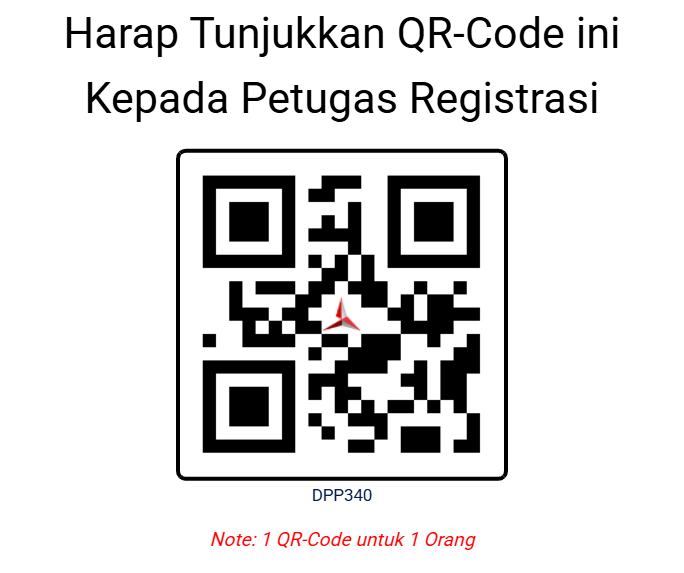 Harap Tunjukkan QR-Code ini
Kepada Petugas Registrasi
DPP340
Note: 1 QR-Code untuk 1 Orang